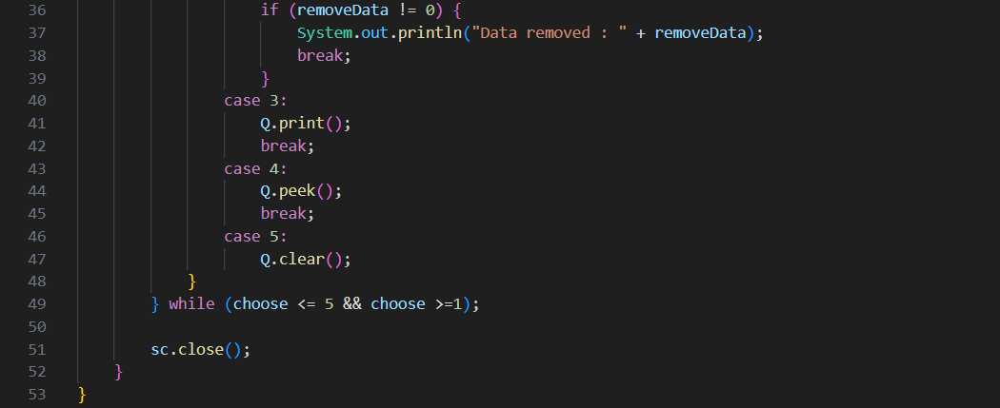 36 if (removeData != 0) {
37 System.out.println("Data removed : " + removeData);
38 break;
39 }
40 case 3:
41 Q.print();
42 break;
43 case 4:
44 Q.peek();
45 break;
46 case 5:
47 Q.clear();
48 }
49 } while (choose <= 5 && choose >=1);
50
51 sc.close();
52 }
53 }